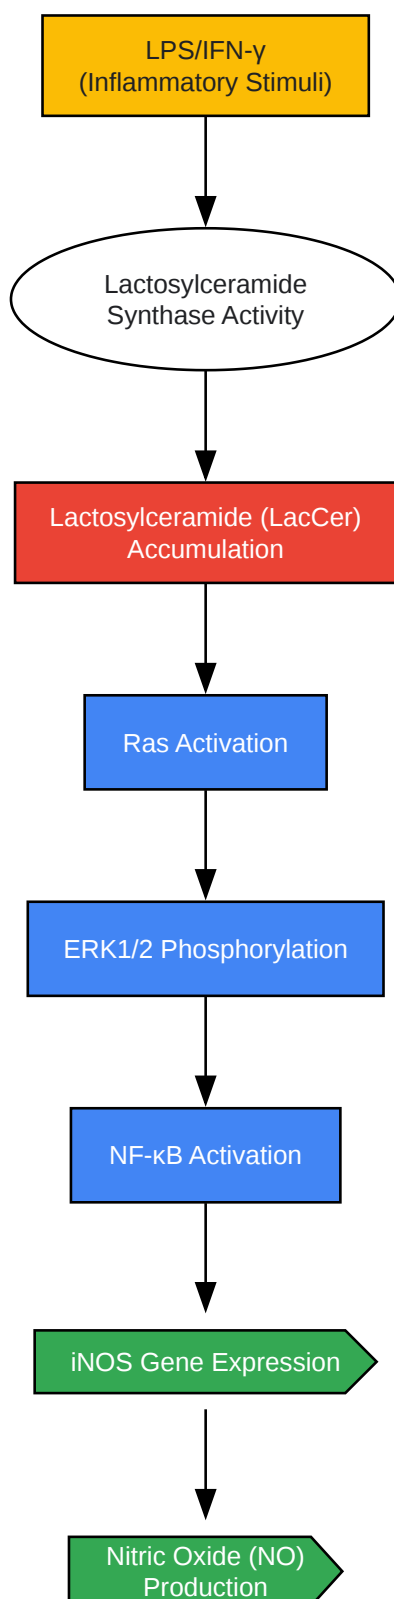 LPS/IFN-γ
(Inflammatory Stimuli)
Lactosylceramide
Synthase Activity
Lactosylceramide (LacCer)
Accumulation
Ras Activation
ERK1/2 Phosphorylation
NF-κB Activation
iNOS Gene Expression
Nitric Oxide (NO)
Production